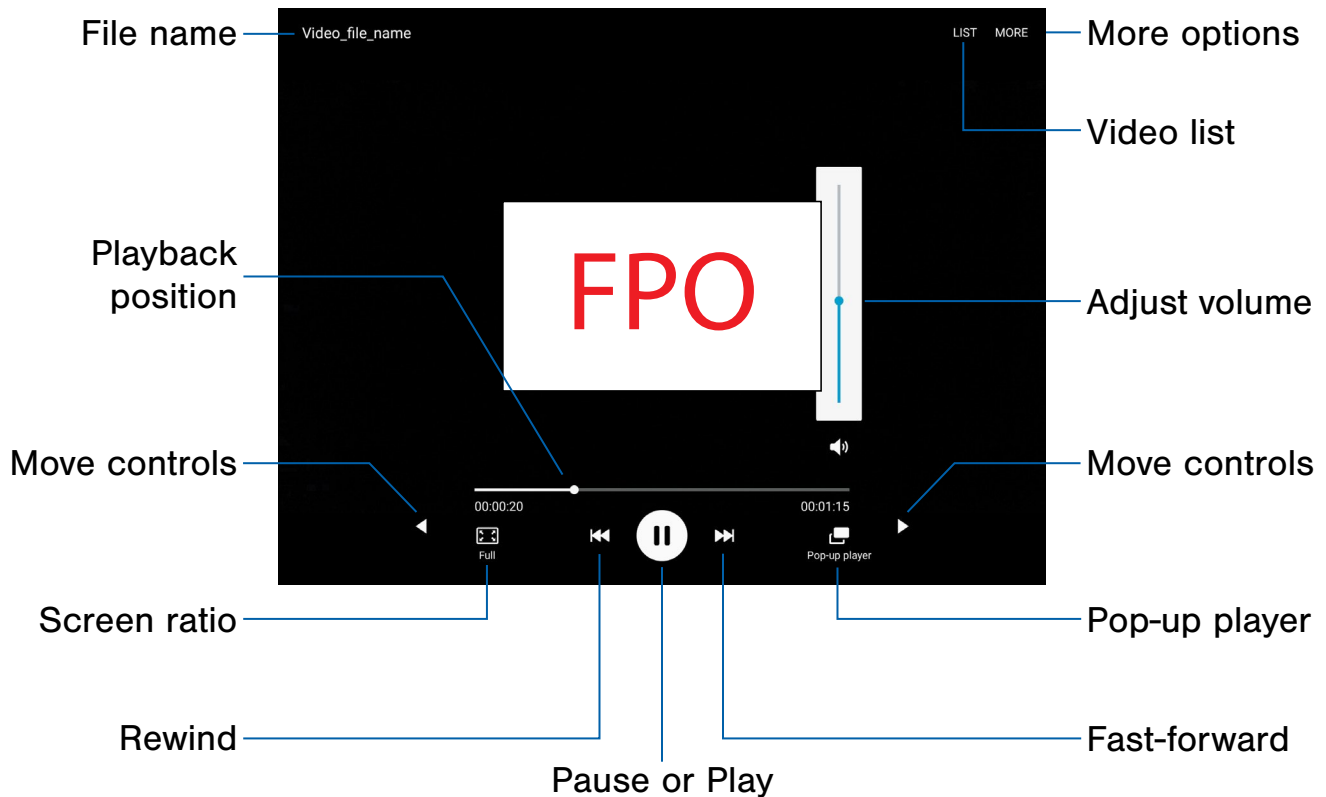 File name
Video_file_name
LIST MORE
More options
Video list
Playback
position
FPO
Adjust volume
Move controls
Move controls
00:00:20
00:01:15
Full
Pop-up player
Screen ratio
Pop-up player
Rewind
Fast-forward
Pause or Play